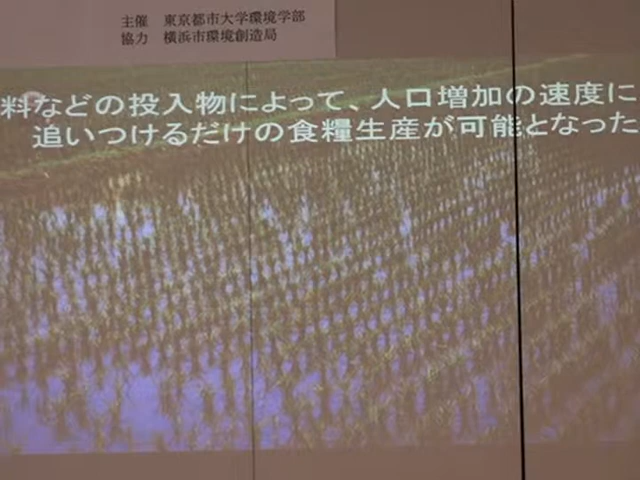 主催 東京都市大学環境学部
協力 横浜市環境創造局
料などの投入物によって、人口増加の速度に
追いつけるだけの食糧生産が可能となった